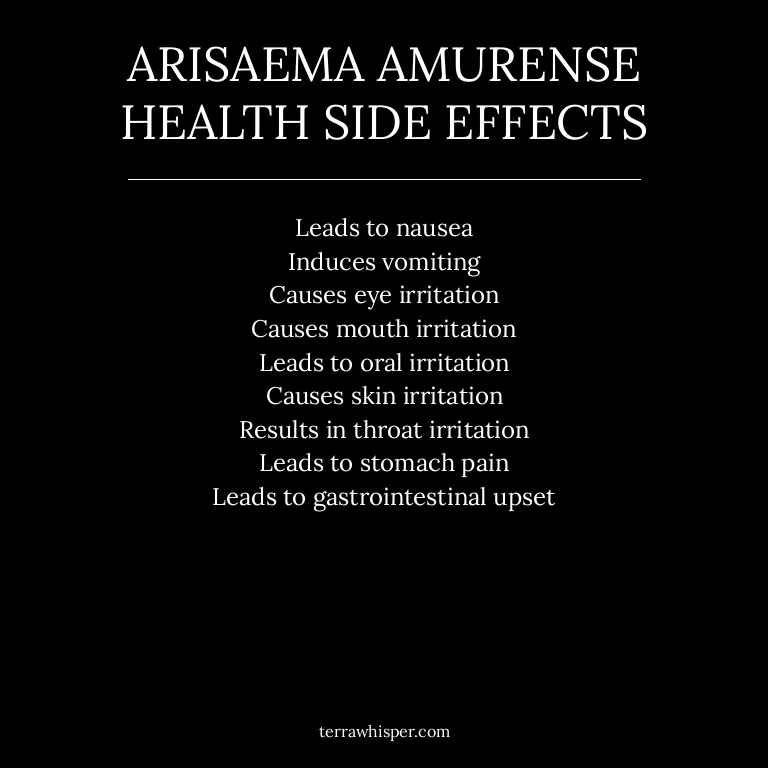 ARISAEMA AMURENSE
HEALTH SIDE EFFECTS
Leads to nausea
Induces vomiting
Causes eye irritation
Causes mouth irritation
Leads to oral irritation
Causes skin irritation
Results in throat irritation
Leads to stomach pain
Leads to gastrointestinal upset
terrawhisper.com